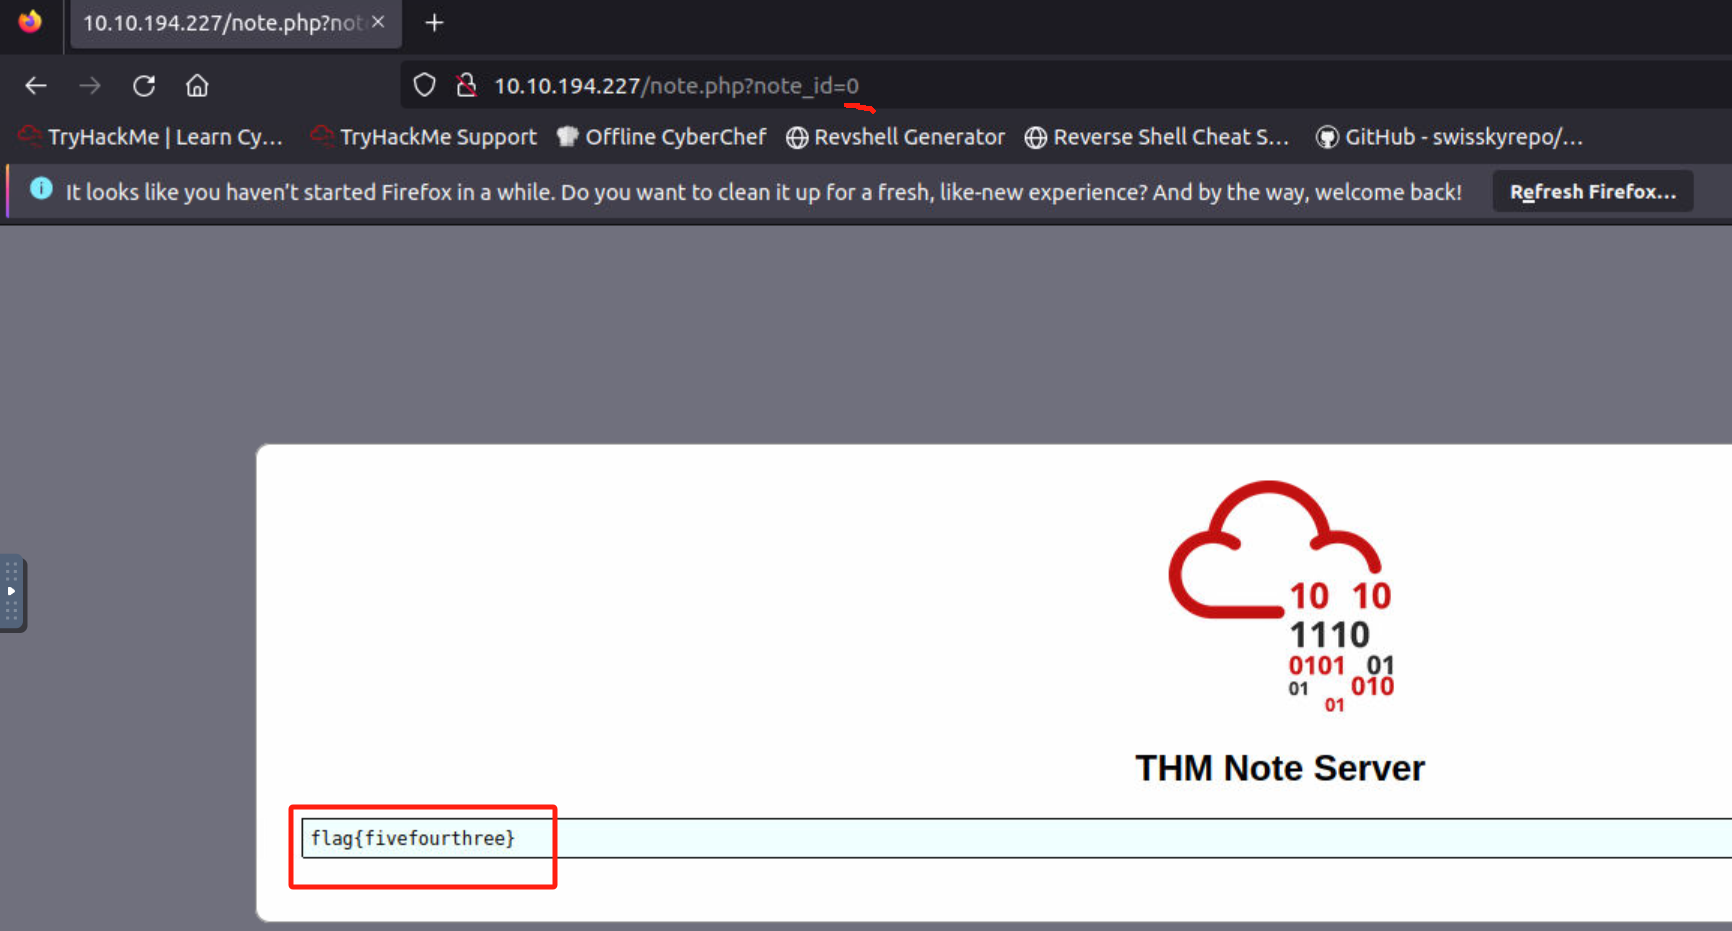 10.10.194.227/note.php?not
10.10.194.227/note.php?note_id=0
TryHackMe | Learn Cy... TryHackMe Support Offline CyberChef Revshell Generator Reverse Shell Cheat S... GitHub - swisskyrepo/...
It looks like you haven't started Firefox in a while. Do you want to clean it up for a fresh, like-new experience? And by the way, welcome back! Refresh Firefox...
10 10
1110
0101 01
01 010
01
THM Note Server
flag{fivefourthree}